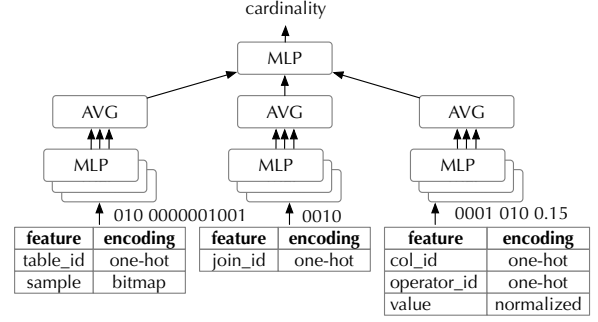 cardinality
MLP
AVG AVG AVG
MLP MLP MLP
010 0000001001 0010 0001 010 0.15
feature encoding feature encoding feature encoding
table_id one-hot join_id one-hot col_id one-hot
sample bitmap operator_id one-hot
value normalized